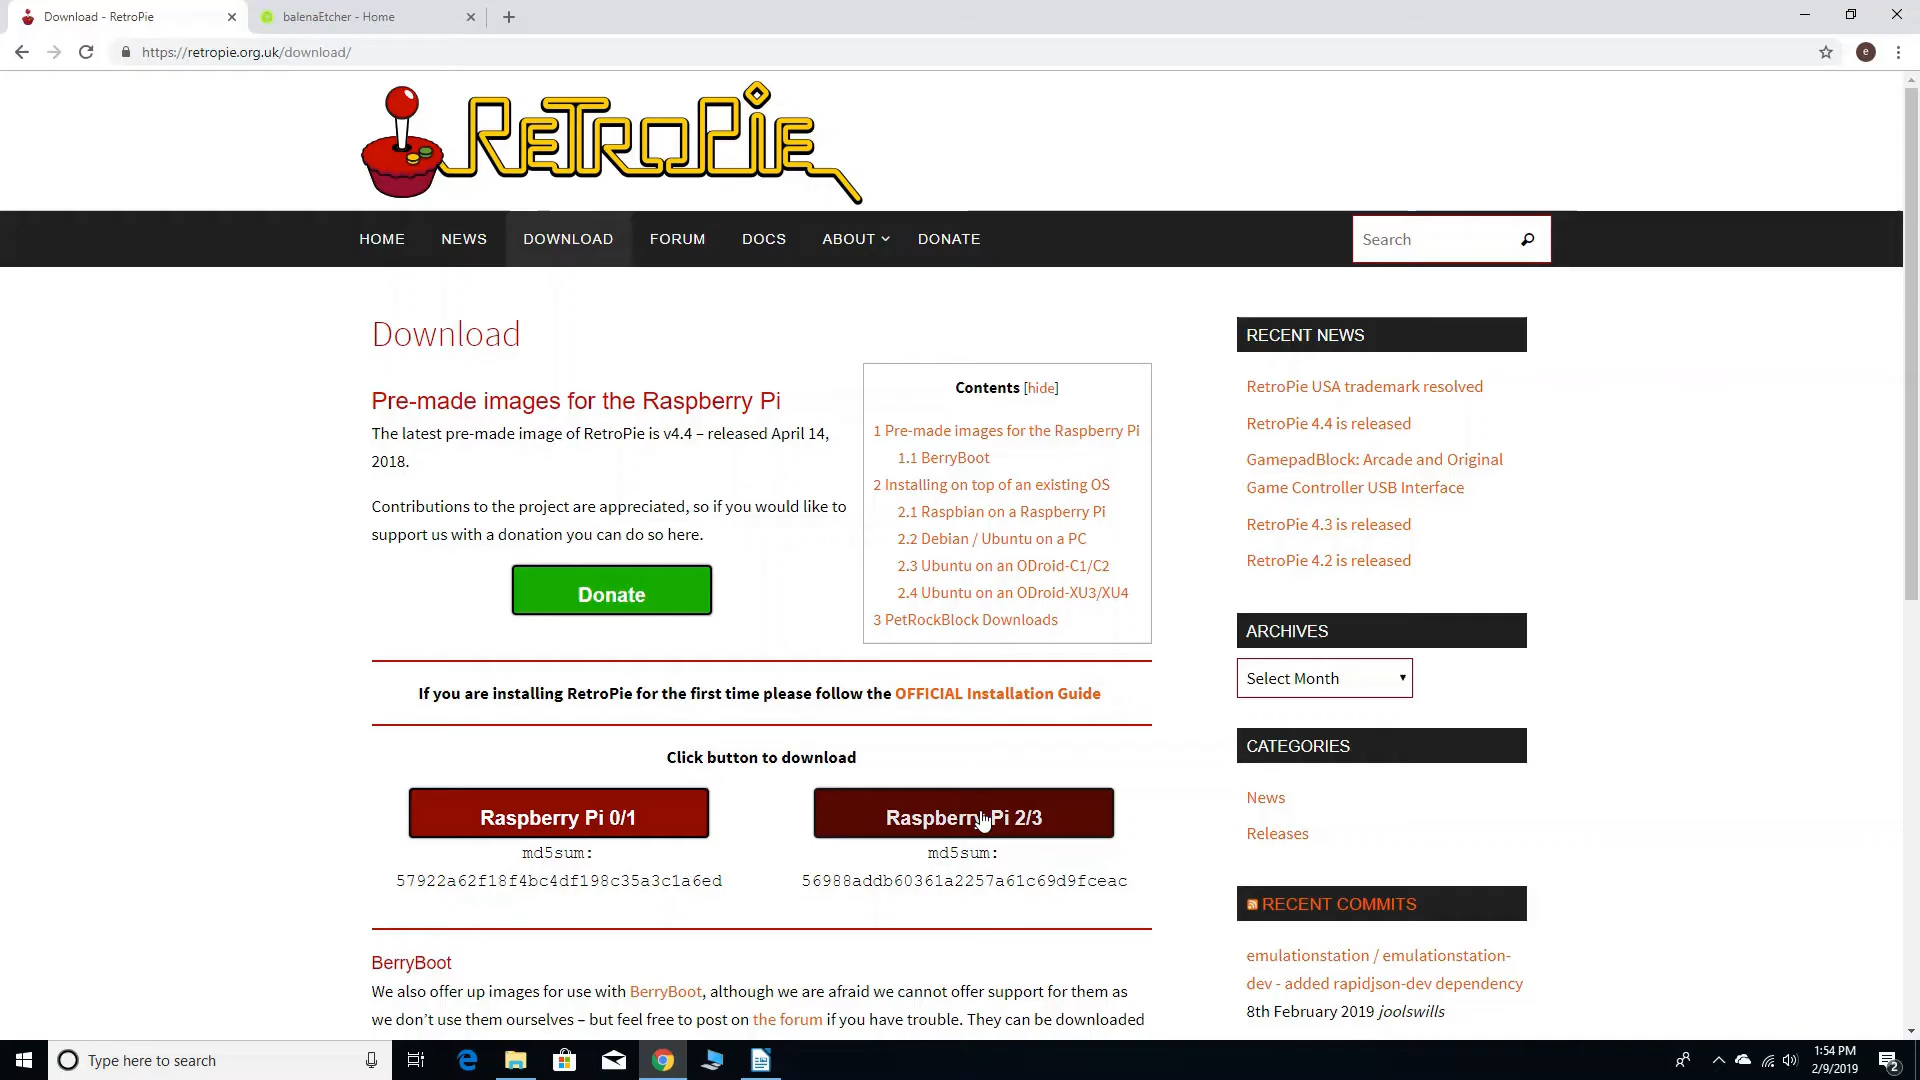 Download - RetroPie
balenaEtcher - Home
https://retropie.org.uk/download/
e
RETROPIE
HOME
NEWS
DOWNLOAD
FORUM
DOCS
ABOUT
DONATE
Search
Download
Pre-made images for the Raspberry Pi
The latest pre-made image of RetroPie is v4.4 – released April 14,
2018.
Contributions to the project are appreciated, so if you would like to
support us with a donation you can do so here.
Donate
Contents [hide]
1 Pre-made images for the Raspberry Pi
1.1 BerryBoot
2 Installing on top of an existing OS
2.1 Raspbian on a Raspberry Pi
2.2 Debian / Ubuntu on a PC
2.3 Ubuntu on an ODroid-C1/C2
2.4 Ubuntu on an ODroid-XU3/XU4
3 PetRockBlock Downloads
If you are installing RetroPie for the first time please follow the OFFICIAL Installation Guide
Click button to download
Raspberry Pi 0/1
md5sum:
57922a62f18f4bc4df198c35a3c1a6ed
Raspberry Pi 2/3
md5sum:
56988addb60361a2257a61c69d9fceac
BerryBoot
We also offer up images for use with BerryBoot, although we are afraid we cannot offer support for them as
we don’t use them ourselves – but feel free to post on the forum if you have trouble. They can be downloaded
RECENT NEWS
RetroPie USA trademark resolved
RetroPie 4.4 is released
GamepadBlock: Arcade and Original
Game Controller USB Interface
RetroPie 4.3 is released
RetroPie 4.2 is released
ARCHIVES
Select Month
CATEGORIES
News
Releases
RECENT COMMITS
emulationstation / emulationstation-
dev - added rapidjson-dev dependency
8th February 2019 joolswills
Type here to search
1:54 PM
2/9/2019
2